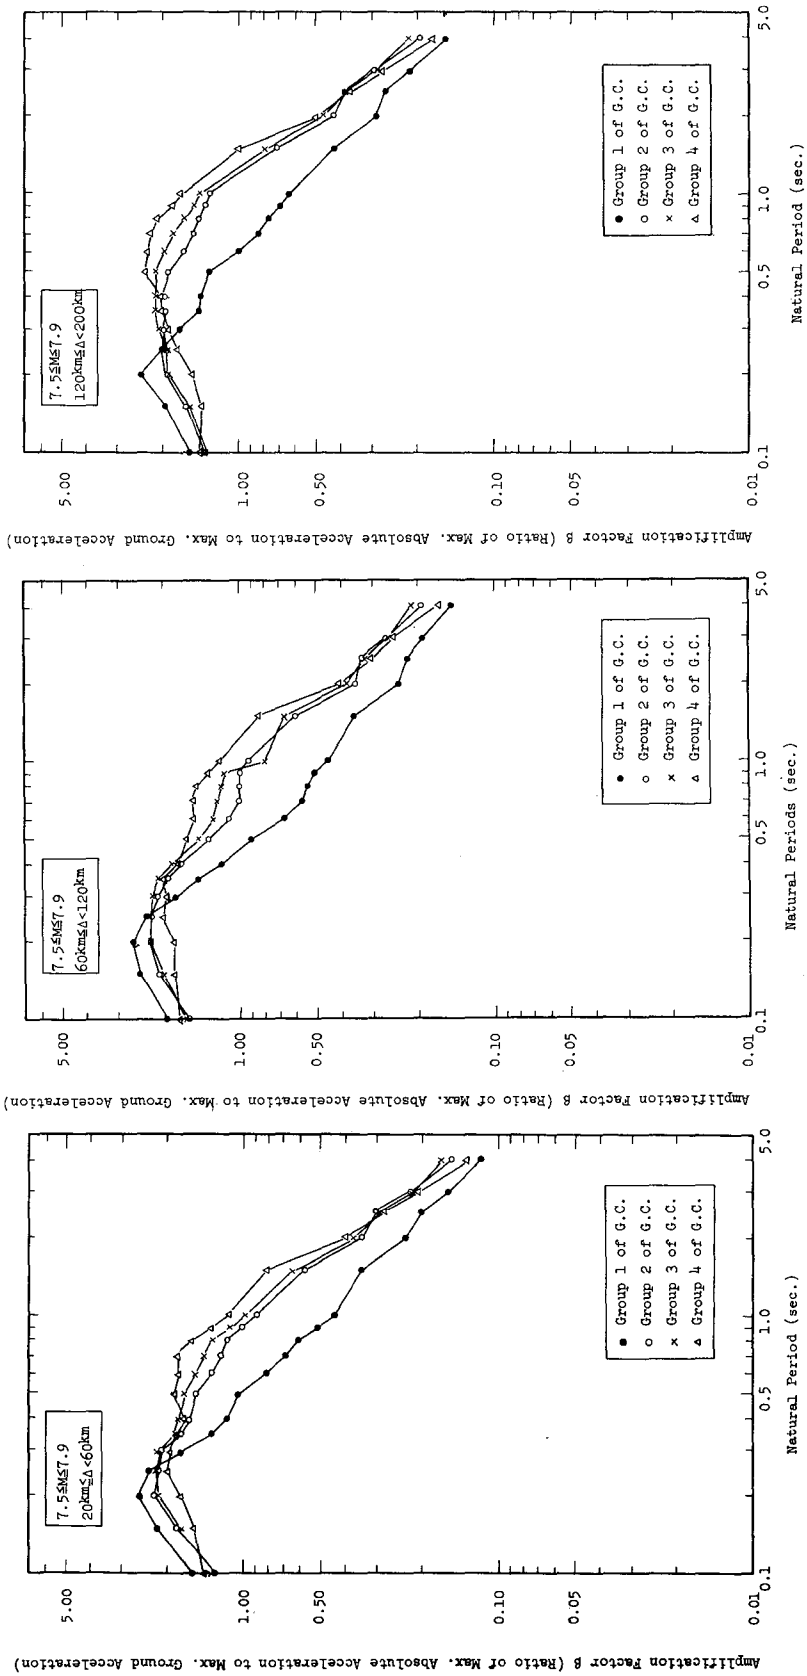 Amplification Factor β (Ratio of Max. Absolute Acceleration to Max. Ground Acceleration)
5.00
1.00
0.50
0.10
0.05
0.01
7.5≦M≦7.9
20km≦Δ<60km
Group 1 of G.C.
Group 2 of G.C.
Group 3 of G.C.
Group 4 of G.C.
0.1 0.5 1.0 5.0
Natural Period (sec.)
Amplification Factor β (Ratio of Max. Absolute Acceleration to Max. Ground Acceleration)
5.00
1.00
0.50
0.10
0.05
0.01
7.5≦M≦7.9
60km≦Δ<120km
Group 1 of G.C.
Group 2 of G.C.
Group 3 of G.C.
Group 4 of G.C.
0.1 0.5 1.0 5.0
Natural Periods (sec.)
Amplification Factor β (Ratio of Max. Absolute Acceleration to Max. Ground Acceleration)
5.00
1.00
0.50
0.10
0.05
0.01
7.5≦M≦7.9
120km≦Δ<200km
Group 1 of G.C.
Group 2 of G.C.
Group 3 of G.C.
Group 4 of G.C.
0.1 0.5 1.0 5.0
Natural Period (sec.)